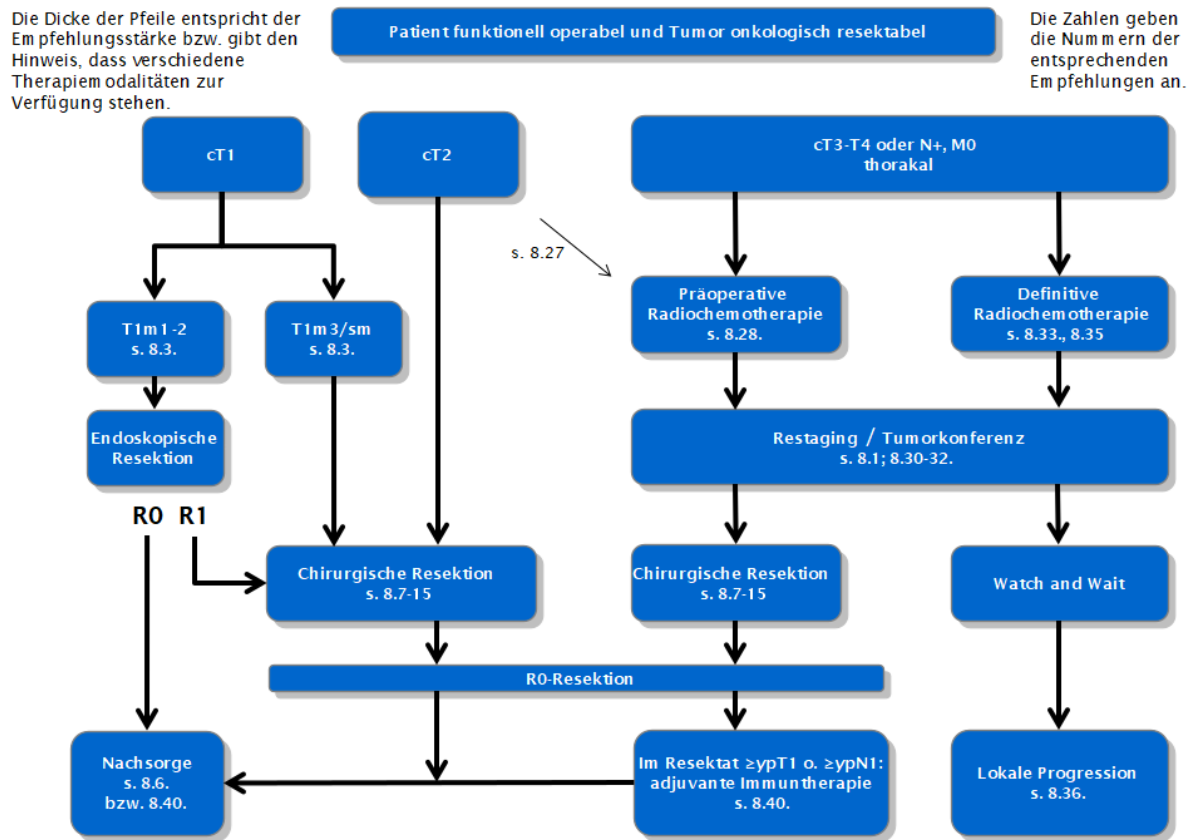 Die Dicke der Pfeile entspricht der
Empfehlungsstärke bzw. gibt den
Hinweis, dass verschiedene
Therapiemodalitäten zur
Verfügung stehen.
Patient funktionell operabel und Tumor onkologisch resektabel
Die Zahlen geben
die Nummern der
entsprechenden
Empfehlungen an.
cT1
cT2
cT3-T4 oder N+, M0
thorakal
s. 8.27
T1m1-2
s. 8.3.
T1m3/sm
s. 8.3.
Präoperative
Radiochemotherapie
s. 8.28.
Definitive
Radiochemotherapie
s. 8.33., 8.35
Endoskopische
Resektion
Restaging / Tumorkonferenz
s. 8.1; 8.30-32.
R0 R1
Chirurgische Resektion
s. 8.7-15
Chirurgische Resektion
s. 8.7-15
Watch and Wait
R0-Resektion
Nachsorge
s. 8.6.
bzw. 8.40.
Im Resektat ≥ypT1 o. ≥ypN1:
adjuvante Immuntherapie
s. 8.40.
Lokale Progression
s. 8.36.